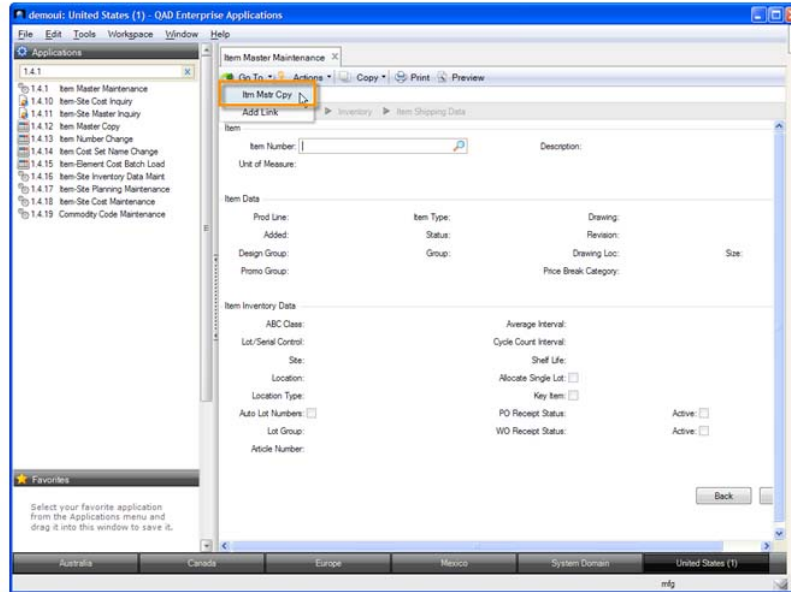 demoui: United States (1) - QAD Enterprise Applications
File Edit Tools Workspace Window Help
Applications
1.4.1
1.4.1 Item Master Maintenance
1.4.10 Item-Site Cost Inquiry
1.4.11 Item-Site Master Inquiry
1.4.12 Item Master Copy
1.4.13 Item Number Change
1.4.14 Item Cost Set Name Change
1.4.15 Item-Element Cost Batch Load
1.4.16 Item-Site Inventory Data Maint
1.4.17 Item-Site Planning Maintenance
1.4.18 Item-Site Cost Maintenance
1.4.19 Commodity Code Maintenance
Favorites
Select your favorite application
from the Applications menu and
drag it into this window to save it.
Item Master Maintenance
Go To Actions Copy Print Preview
Itm Mstr Cpy
Add Link Inventory Item Shipping Data
Item
Item Number: Description:
Unit of Measure:
Item Data
Prod Line: Item Type: Drawing:
Added: Status: Revision:
Design Group: Group: Drawing Loc: Size:
Promo Group: Price Break Category:
Item Inventory Data
ABC Class: Average Interval:
Lot/Serial Control: Cycle Count Interval:
Site: Shelf Life:
Location: Allocate Single Lot:
Location Type: Key Item:
Auto Lot Numbers: PO Receipt Status: Active:
Lot Group: WO Receipt Status: Active:
Article Number:
Back
Australia Canada Europe Mexico System Domain United States (1)
mfg